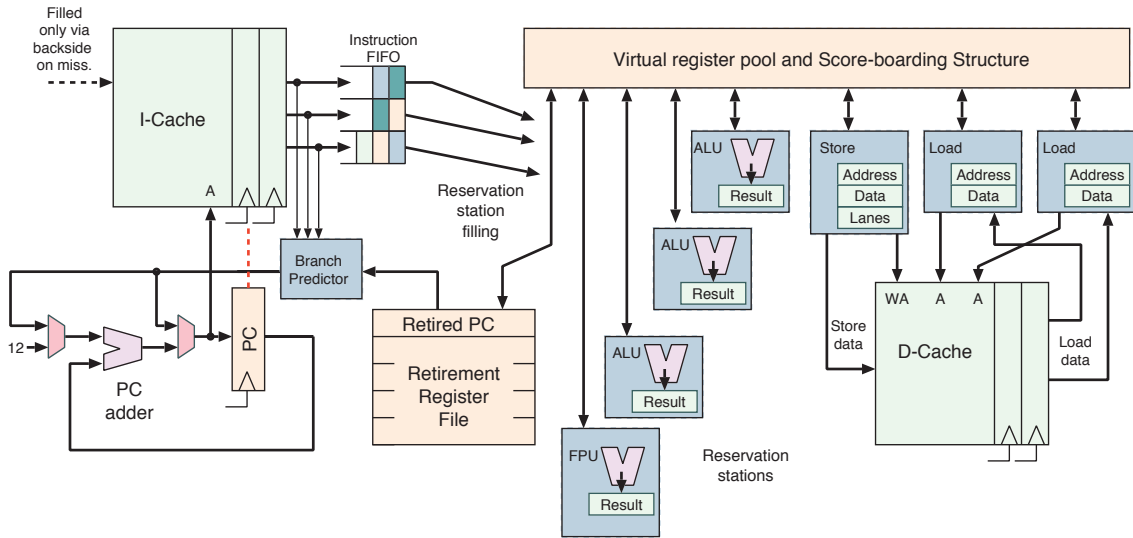 Filled
only via
backside
on miss.
I-Cache
A
Instruction
FIFO
Virtual register pool and Score-boarding Structure
Reservation
station
filling
ALU
Result
Store
Address
Data
Lanes
Load
Address
Data
Load
Address
Data
ALU
Result
Branch
Predictor
12
PC
adder
PC
Retired PC
Retirement
Register
File
ALU
Result
FPU
Result
Reservation
stations
Store
data
WA
A
A
D-Cache
Load
data